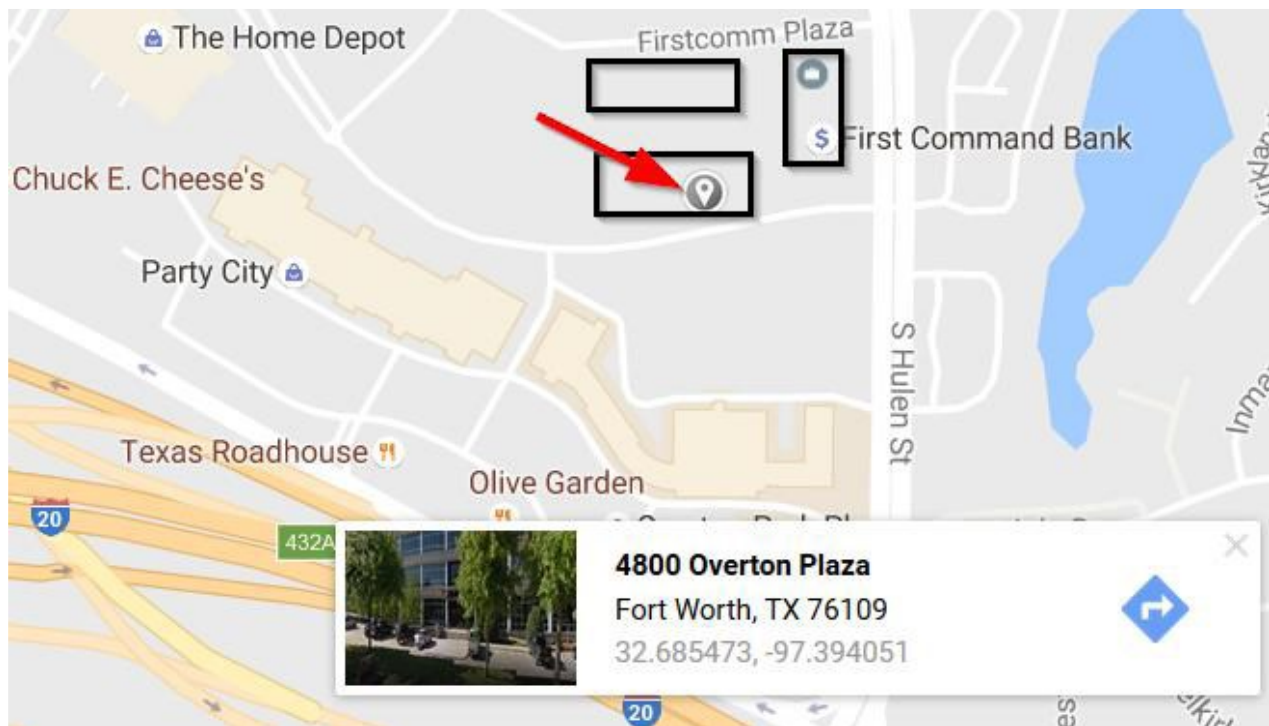 The Home Depot
Firstcomm Plaza
$
First Command Bank
Chuck E. Cheese's
Party City
S Hulen St
Texas Roadhouse
Olive Garden
20
432A
4800 Overton Plaza
Fort Worth, TX 76109
32.685473, -97.394051
20